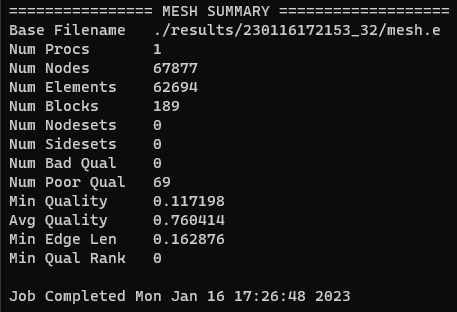 ================ MESH SUMMARY ===================
Base Filename   ./results/230116172153_32/mesh.e
Num Procs       1
Num Nodes       67877
Num Elements    62694
Num Blocks      189
Num Nodesets    0
Num Sidesets    0
Num Bad Qual    0
Num Poor Qual   69
Min Quality     0.117198
Avg Quality     0.760414
Min Edge Len    0.162876
Min Qual Rank   0
Job Completed Mon Jan 16 17:26:48 2023